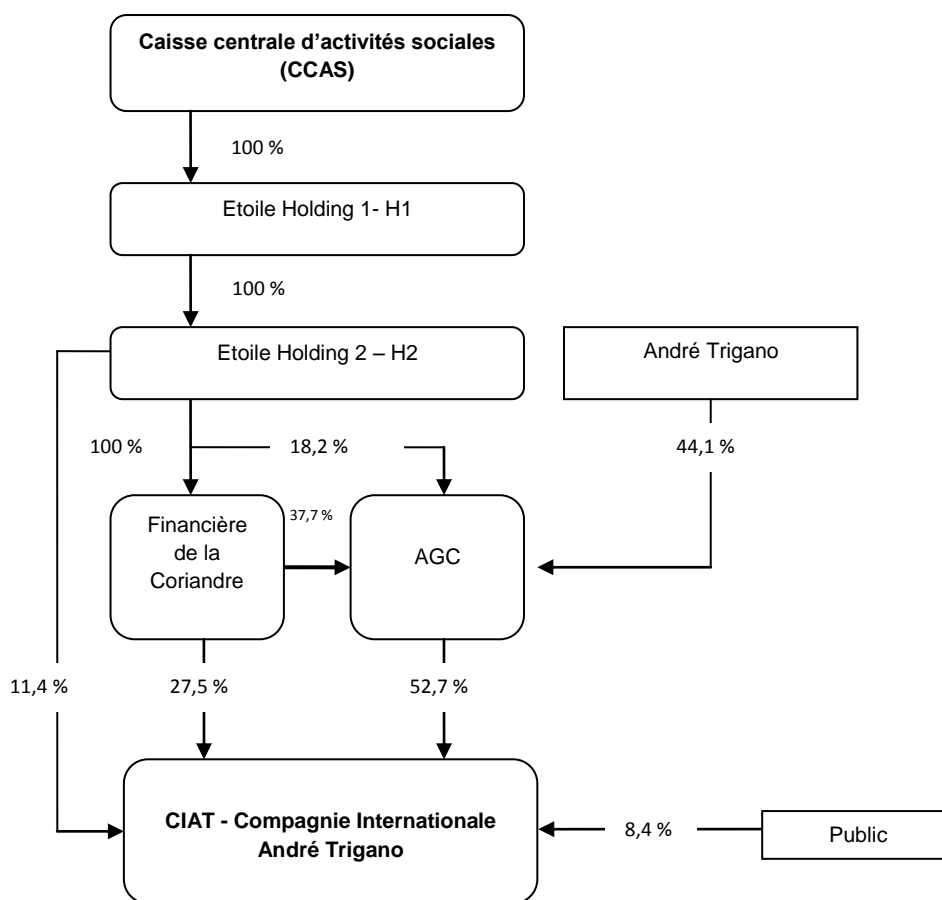 Caisse centrale d’activités sociales
(CCAS)
100 %
Etoile Holding 1- H1
100 %
Etoile Holding 2 – H2
André Trigano
100 %
18,2 %
44,1 %
37,7 %
Financière
de la
Coriandre
AGC
11,4 %
27,5 %
52,7 %
CIAT - Compagnie Internationale
André Trigano
8,4 %
Public